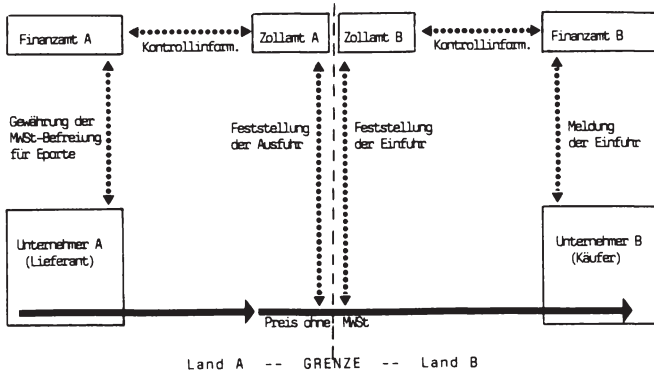 Finanzamt A
Kontrollinform.
Zollamt A
Zollamt B
Kontrollinform.
Finanzamt B
Gewährung der
MWSt-Befreiung
für Eporte
Feststellung
der Ausfuhr
Feststellung
der Einfuhr
Meldung
der Einfuhr
Unternehmer A
(Lieferant)
Unternehmer B
(Käufer)
Preis ohne MWSt
Land A -- GRENZE -- Land B